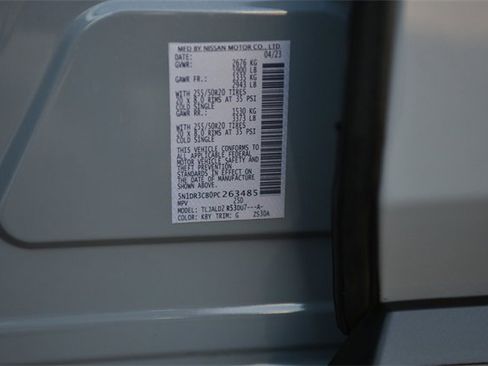 MFD BY NISSAN MOTOR CO., LTD
DATE: 04/23
GVWR: 2676 KG
5900 LB
GAWR FR.: 1335 KG
2943 LB
WITH 255/50R20 TIRES
20 x 8.0 RIMS AT 35 PSI
COLD SINGLE
GAWR RR.: 1530 KG
3373 LB
WITH 255/50R20 TIRES
20 x 8.0 RIMS AT 35 PSI
COLD SINGLE
THIS VEHICLE CONFORMS TO
ALL APPLICABLE FEDERAL
MOTOR VEHICLE SAFETY AND
THEFT PREVENTION
STANDARDS IN EFFECT ON
THE DATE OF MANUFACTURE
5N1DR3CB0PC263485
MPV 250
MODEL: TLJALD2 R530U7---A-
COLOR: KBY TRIM: G ZS30A